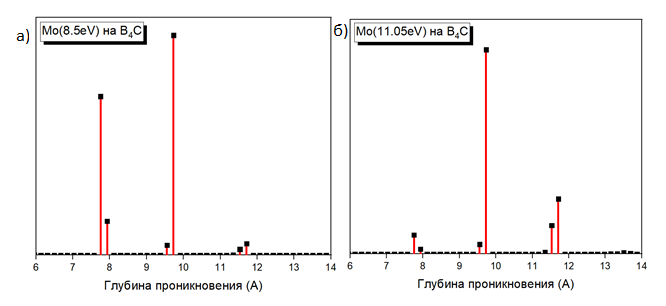 а)
Mo(8.5eV) на B₄C
6 7 8 9 10 11 12 13 14
Глубина проникновения (А)
б)
Mo(11.05eV) на B₄C
6 7 8 9 10 11 12 13 14
Глубина проникновения (А)